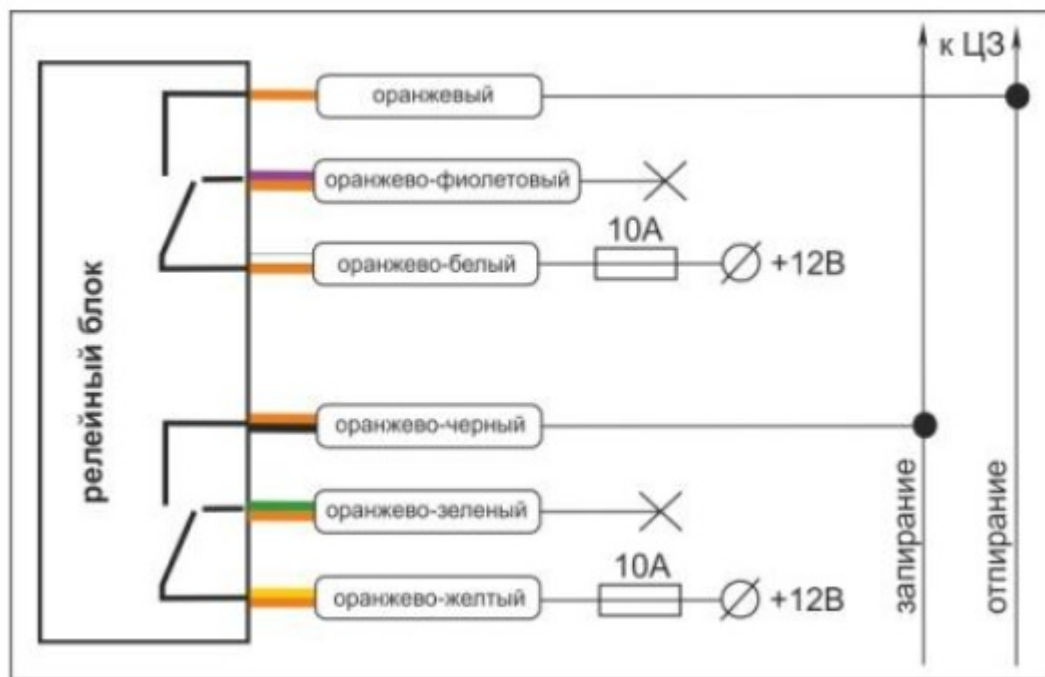 к ЦЗ
оранжевый
оранжево-фиолетовый
10А
оранжево-белый
+12В
релейный блок
оранжево-черный
оранжево-зеленый
10А
оранжево-желтый
+12В
запирание
отпирание